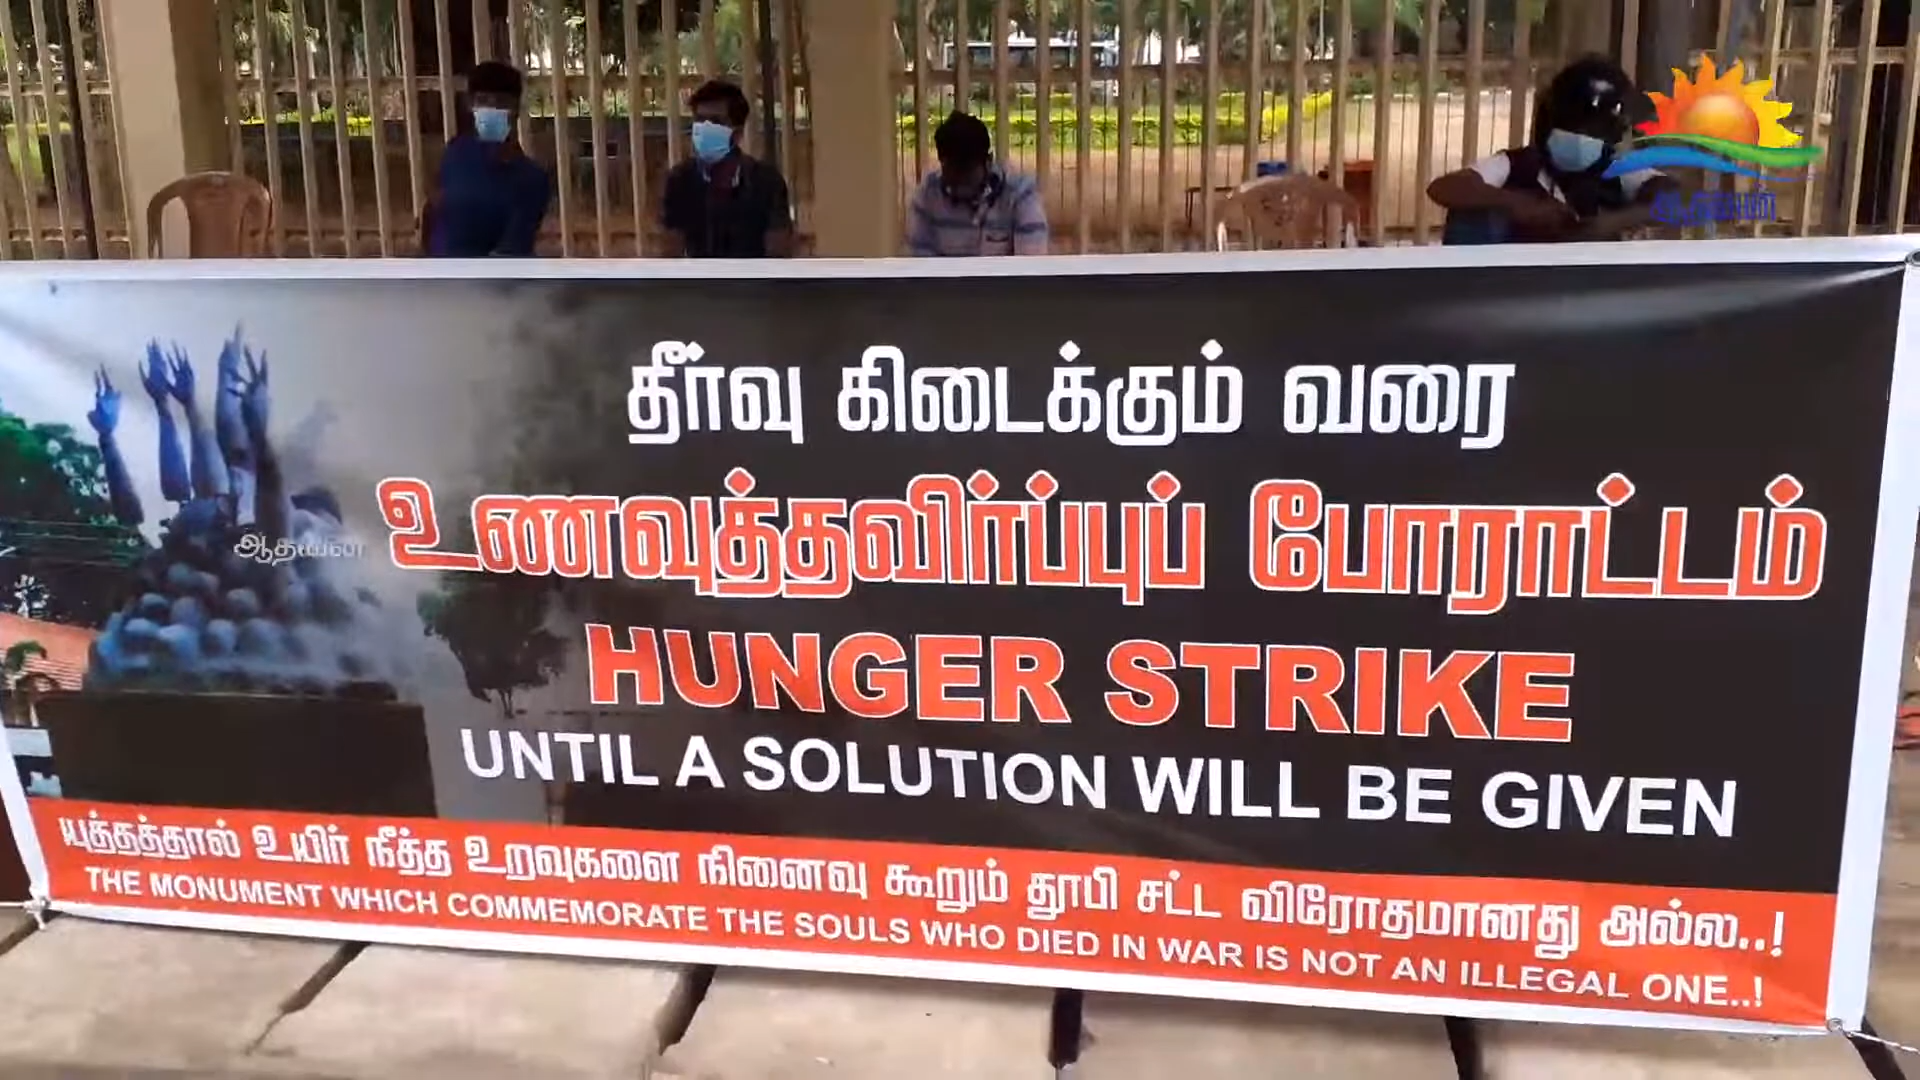 ஆதவன்
தீர்வு கிடைக்கும் வரை
உணவுத்தவிர்ப்புப் போராட்டம்
HUNGER STRIKE
UNTIL A SOLUTION WILL BE GIVEN
யுத்தத்தால் உயிர் நீத்த உறவுகளை நினைவு கூறும் தூபி சட்ட விரோதமானது அல்ல..!
THE MONUMENT WHICH COMMEMORATE THE SOULS WHO DIED IN WAR IS NOT AN ILLEGAL ONE..!